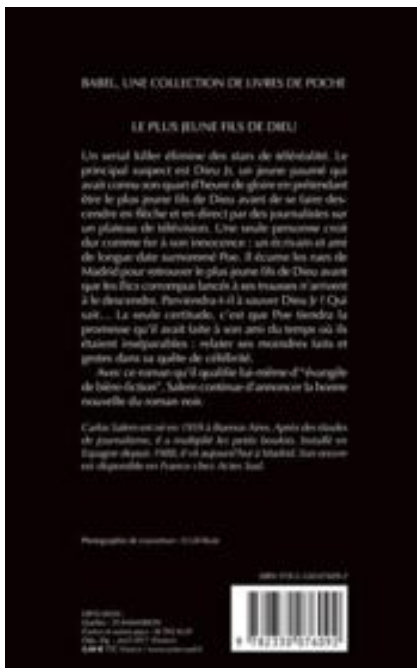 BABEL, UNE COLLECTION DE LIVRES DE POCHE
LE PLUS JEUNE FILS DE DIEU
Un serial killer élimine des stars de téléréalité. Le
principal suspect est Dieu Jr, un jeune paumé qui
avait connu son quart d'heure de gloire en prétendant
être le plus jeune fils de Dieu avant de se faire des-
cendre en flèche et en direct par des journalistes sur
un plateau de télévision. Une seule personne croit
dur comme fer à son innocence : un écrivain et ami
de longue date surnommé Poe. Il écume les rues de
Madrid pour retrouver le plus jeune fils de Dieu avant
que les flics corrompus lancés à ses trousses n'arrivent
à le descendre. Parviendra-t-il à sauver Dieu Jr ? Qui
sait… La seule certitude, c'est que Poe tiendra la
promesse qu'il avait faite à son ami du temps où ils
étaient inséparables : relater ses moindres faits et
gestes dans sa quête de célébrité.
Avec ce roman qu'il qualifie lui-même d'"évangile
de bière-fiction", Salem continue d'annoncer la bonne
nouvelle du roman noir.
Carlos Salem est né en 1959 à Buenos Aires. Après des études
de journalisme, il a multiplié les petits boulots. Installé en
Espagne depuis 1988, il vit aujourd'hui à Madrid. Son œuvre
est disponible en France chez Actes Sud.
Photographie de couverture :
9 782330 076092